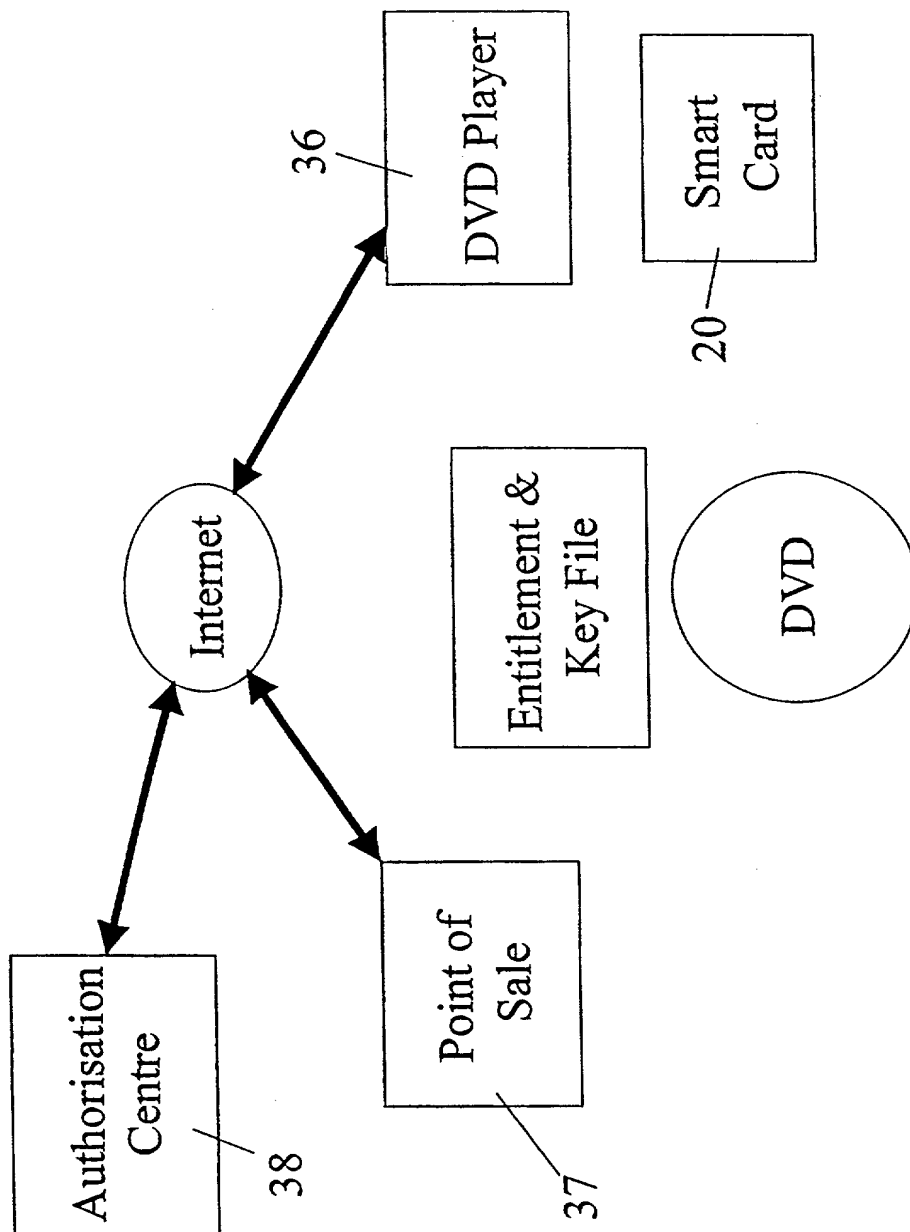 Authorisation
Centre
38
Internet
Point of
Sale
37
36
DVD Player
Entitlement &
Key File
DVD
20
Smart
Card